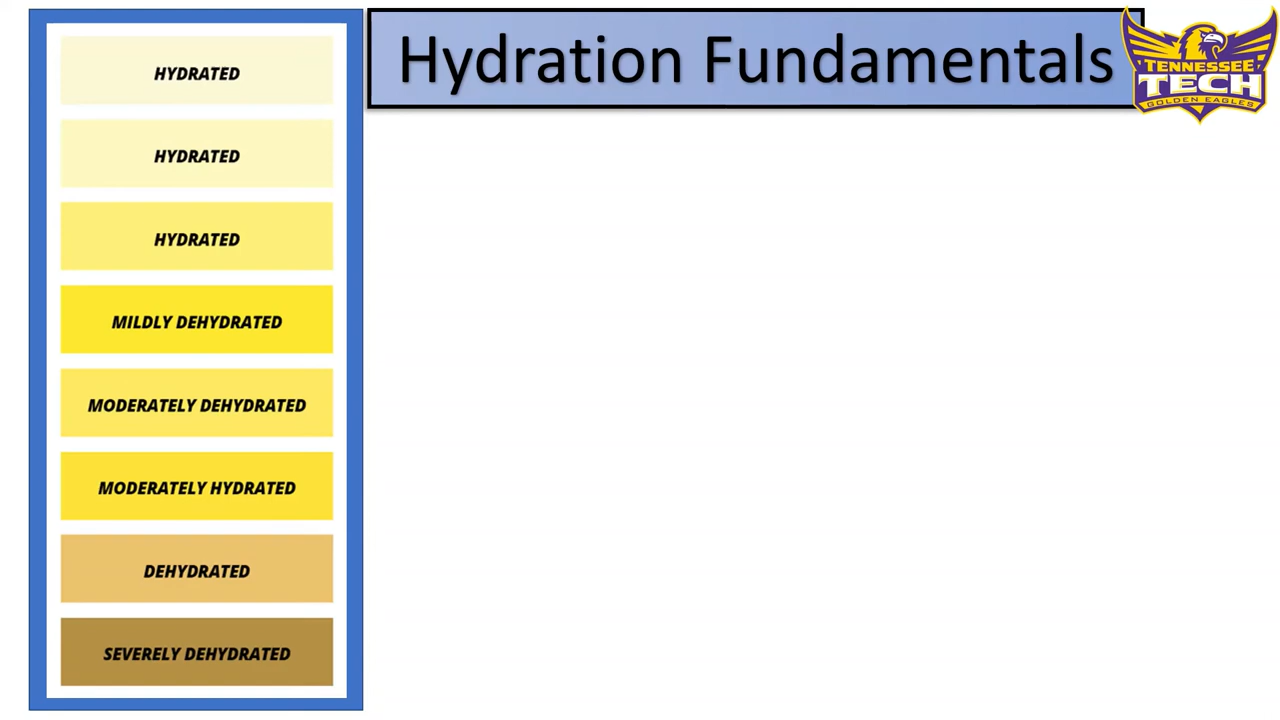 HYDRATED
HYDRATED
HYDRATED
MILDLY DEHYDRATED
MODERATELY DEHYDRATED
MODERATELY HYDRATED
DEHYDRATED
SEVERELY DEHYDRATED
Hydration Fundamentals
TENNESSEE
TECH
GOLDEN EAGLES